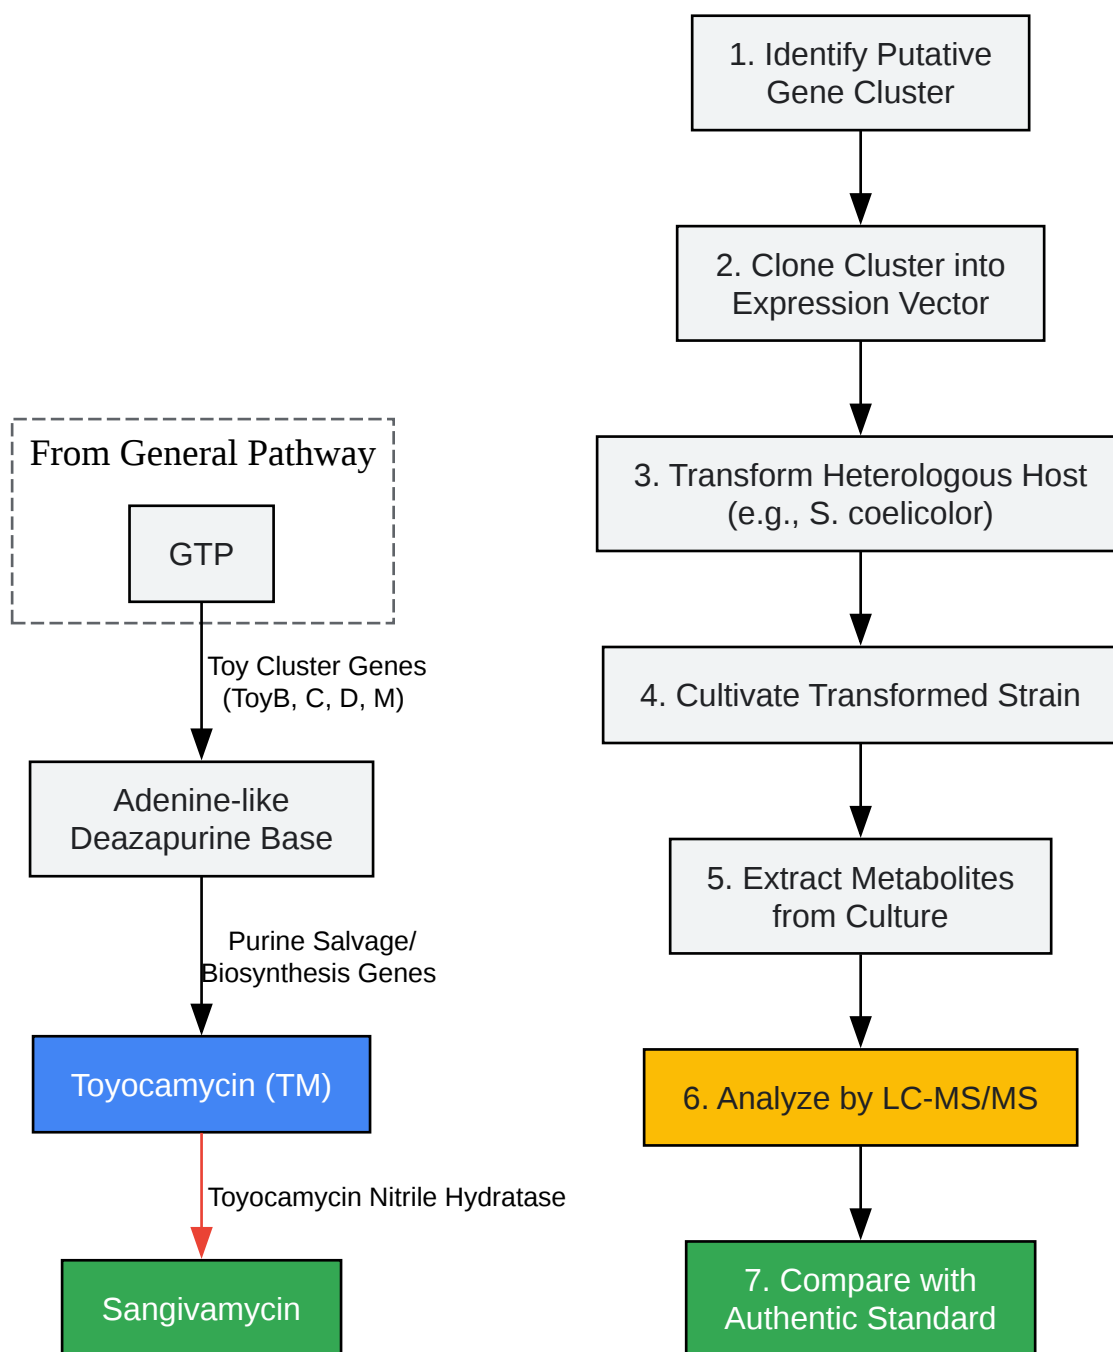 From General Pathway
GTP
Toy Cluster Genes
(ToyB, C, D, M)
Adenine-like
Deazapurine Base
Purine Salvage/
Biosynthesis Genes
Toyocamycin (TM)
Toyocamycin Nitrile Hydratase
Sangivamycin
1. Identify Putative
Gene Cluster
2. Clone Cluster into
Expression Vector
3. Transform Heterologous Host
(e.g., S. coelicolor)
4. Cultivate Transformed Strain
5. Extract Metabolites
from Culture
6. Analyze by LC-MS/MS
7. Compare with
Authentic Standard